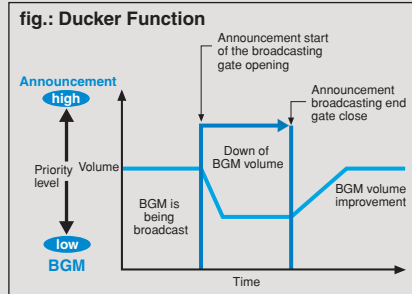 fig.: Ducker Function
Announcement start
of the broadcasting
gate opening
Announcement
high
Announcement
broadcasting end
gate close
Priority
level
Volume
Down of
BGM volume
BGM is
being
broadcast
BGM volume
improvement
low
BGM
Time